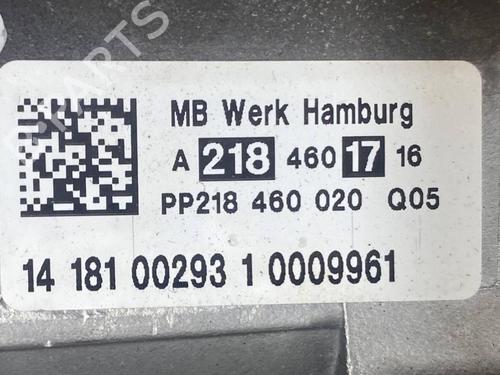 MB Werk Hamburg
A 218 460 17 16
PP218 460 020 Q05
14 181 00293 1 0009961